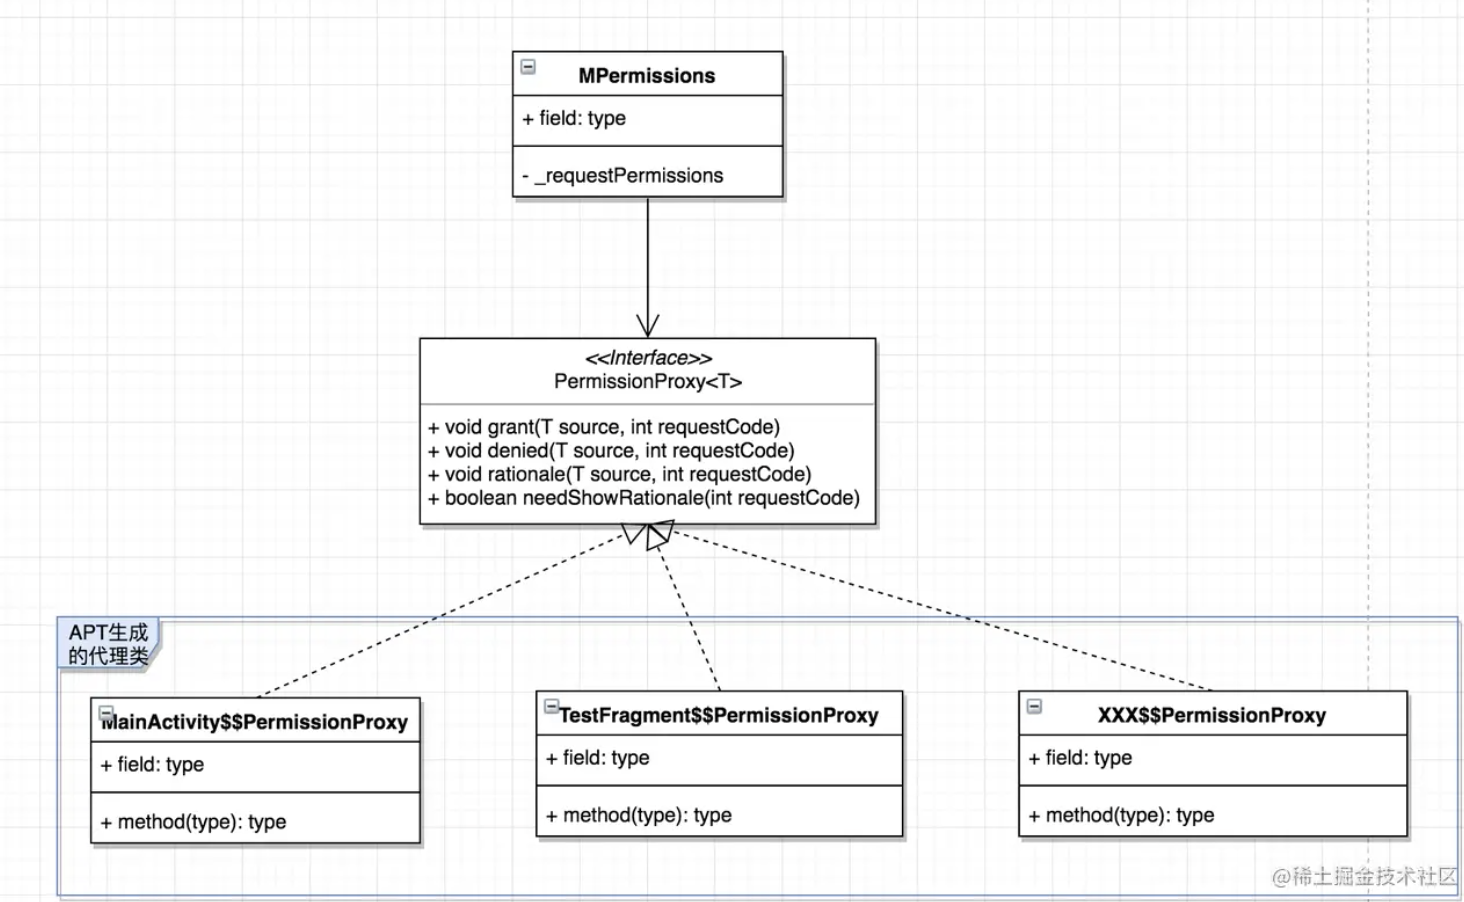 MPermissions
+ field: type
- _requestPermissions
<<Interface>>
PermissionProxy<T>
+ void grant(T source, int requestCode)
+ void denied(T source, int requestCode)
+ void rationale(T source, int requestCode)
+ boolean needShowRationale(int requestCode)
APT生成
的代理类
MainActivity$$PermissionProxy
+ field: type
+ method(type): type
TestFragment$$PermissionProxy
+ field: type
+ method(type): type
XXX$$PermissionProxy
+ field: type
+ method(type): type
@稀土掘金技术社区